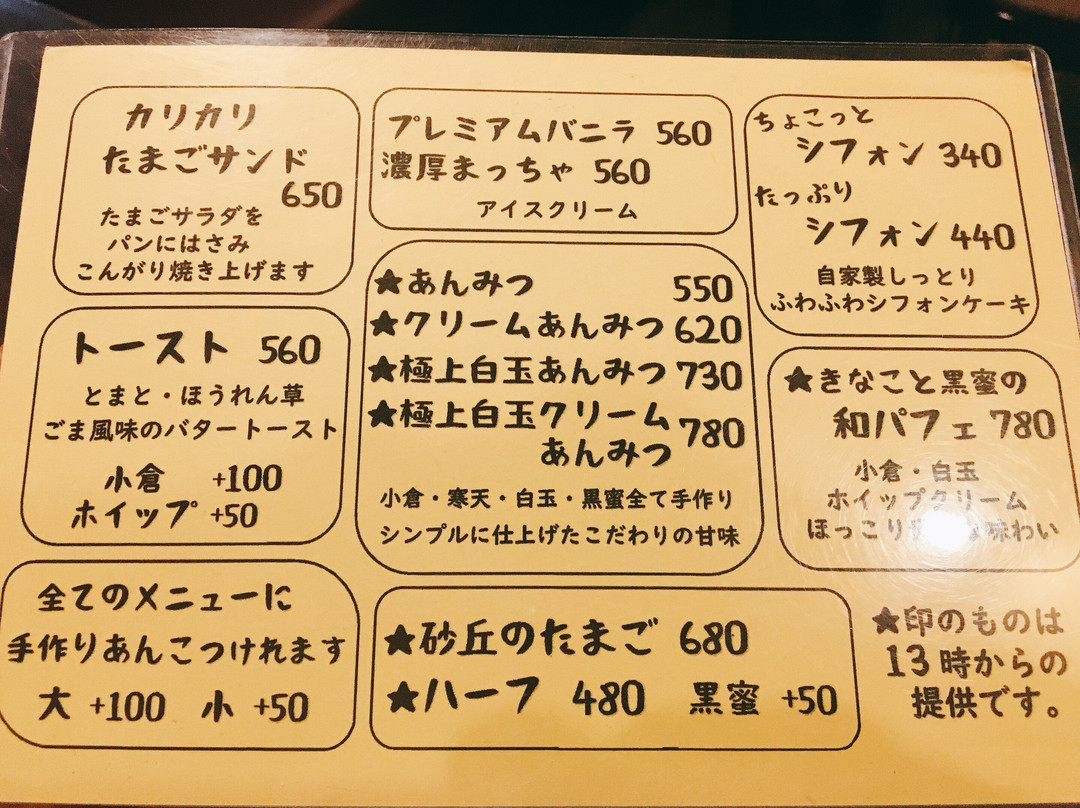 カリカリ
たまごサンド
650
たまごサラダを
パンにはさみ
こんがり焼き上げます
トースト 560
とまと・ほうれん草
ごま風味のバタートースト
小倉 +100
ホイップ +50
全てのメニューに
手作りあんこつけれます
大 +100 小 +50
プレミアムバニラ 560
濃厚まっちゃ 560
アイスクリーム
★あんみつ 550
★クリームあんみつ 620
★極上白玉あんみつ 730
★極上白玉クリーム
あんみつ 780
小倉・寒天・白玉・黒蜜全て手作り
シンプルに仕上げたこだわりの甘味
★砂丘のたまご 680
★ハーフ 480 黒蜜 +50
ちょこっと
シフォン 340
たっぷり
シフォン 440
自家製しっとり
ふわふわシフォンケーキ
★きなこと黒蜜の
和パフェ 780
小倉・白玉
ホイップクリーム
ほっこり 味わい
★印のものは
13時からの
提供です。